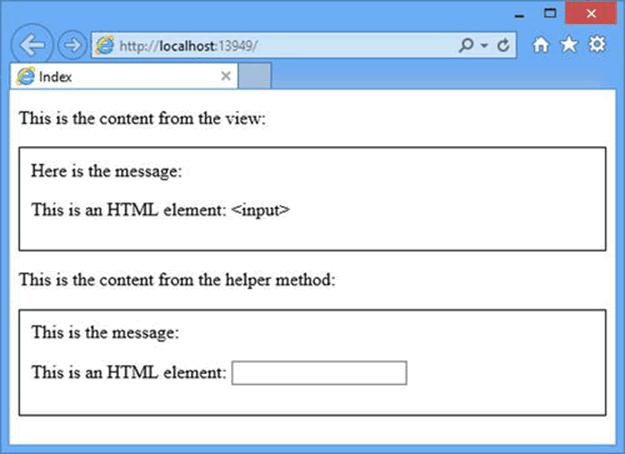 http://localhost:13949/
Index
This is the content from the view:
Here is the message:
This is an HTML element: <input>
This is the content from the helper method:
This is the message:
This is an HTML element: